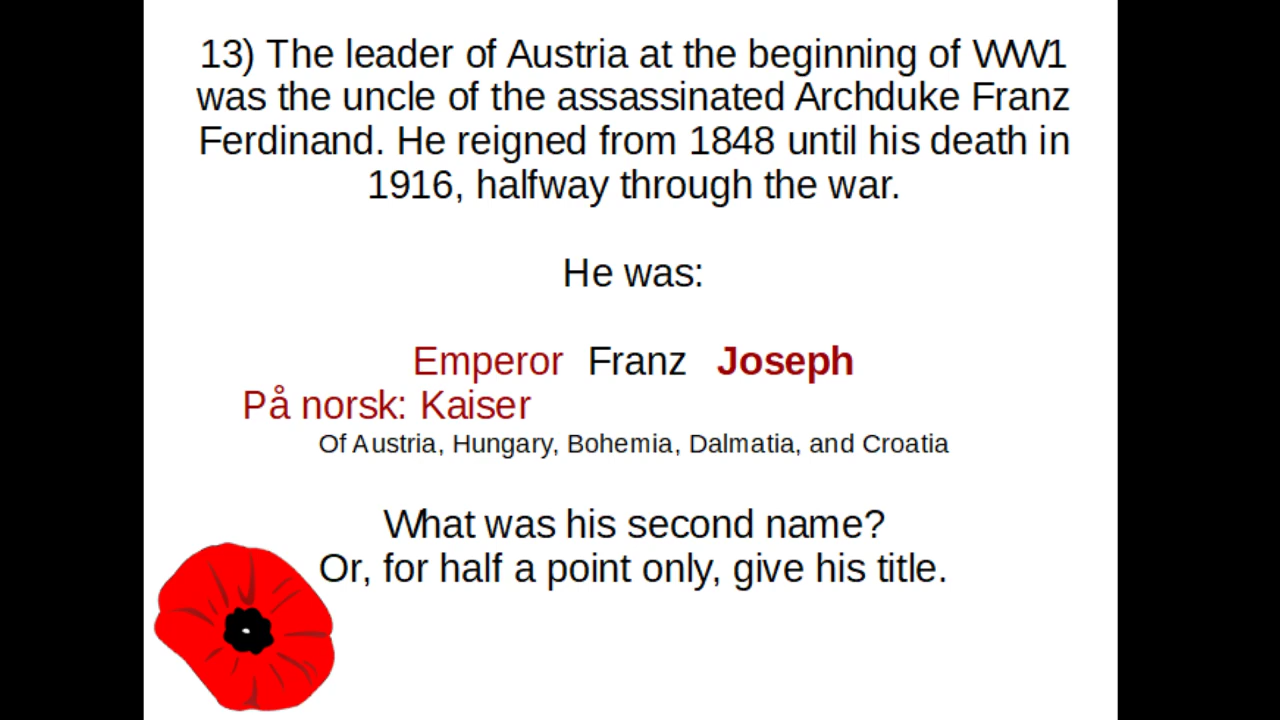 13) The leader of Austria at the beginning of WW1
was the uncle of the assassinated Archduke Franz
Ferdinand. He reigned from 1848 until his death in
1916, halfway through the war.
He was:
Emperor Franz Joseph
På norsk: Kaiser
Of Austria, Hungary, Bohemia, Dalmatia, and Croatia
What was his second name?
Or, for half a point only, give his title.